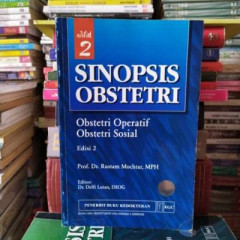 Jilid
2
SINOPSIS
OBSTETRI
Obstetri Operatif
Obstetri Sosial
Edisi 2
Prof. Dr. Rustam Mochtar, MPH
Editor:
Dr. Delfi Lutan, DSOG
PENERBIT BUKU KEDOKTERAN
EGC